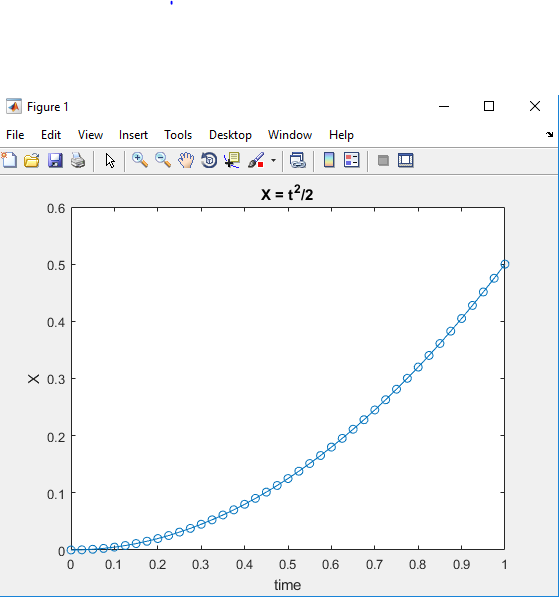 Figure 1
File Edit View Insert Tools Desktop Window Help
X = t²/2
0.6
0.5
0.4
0.3
0.2
0.1
0
X
0 0.1 0.2 0.3 0.4 0.5 0.6 0.7 0.8 0.9 1
time